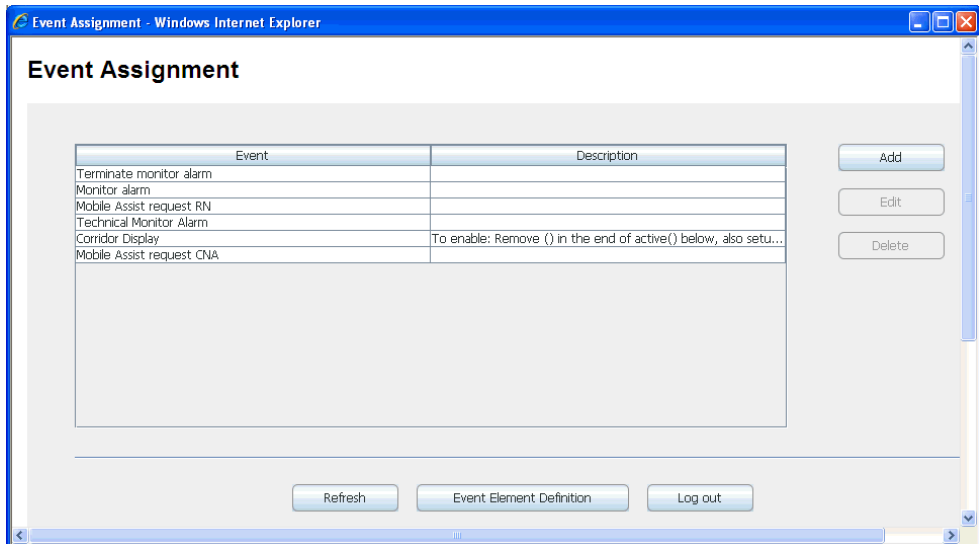 Event Assignment - Windows Internet Explorer
Event Assignment
Event Description
Terminate monitor alarm
Monitor alarm
Mobile Assist request RN
Technical Monitor Alarm
Corridor Display To enable: Remove () in the end of active() below, also setu...
Mobile Assist request CNA
Add
Edit
Delete
Refresh Event Element Definition Log out